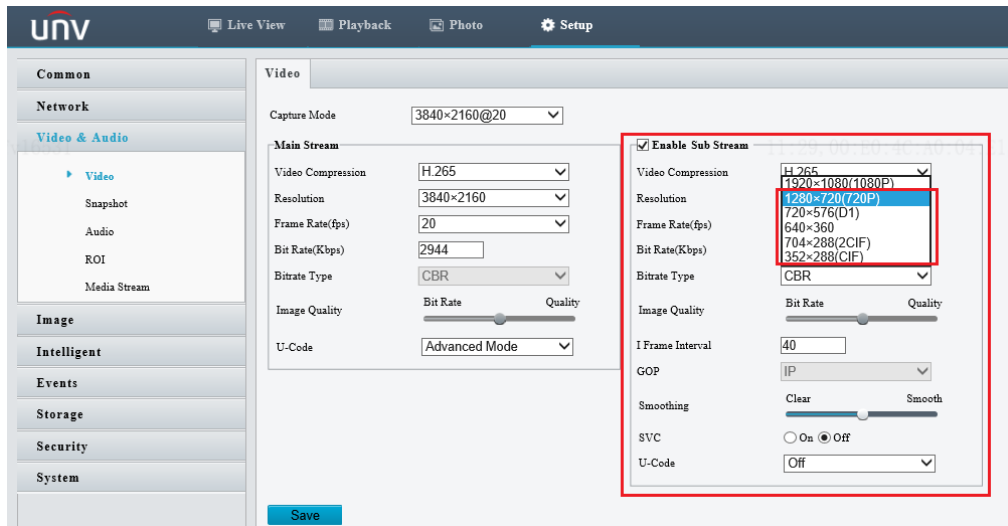 unv
Live View Playback Photo Setup
Common
Network
Video & Audio
Video
Snapshot
Audio
ROI
Media Stream
Image
Intelligent
Events
Storage
Security
System
Video
Capture Mode 3840×2160@20
Main Stream
Video Compression H.265
Resolution 3840×2160
Frame Rate(fps) 20
Bit Rate(Kbps) 2944
Bitrate Type CBR
Image Quality Bit Rate Quality
U-Code Advanced Mode
Enable Sub Stream
Video Compression H.265
Resolution
1920×1080(1080P)
1280×720(720P)
720×576(D1)
640×360
704×288(2CIF)
352×288(CIF)
Frame Rate(fps)
Bit Rate(Kbps)
Bitrate Type CBR
Image Quality Bit Rate Quality
I Frame Interval 40
GOP IP
Smoothing Clear Smooth
SVC On Off
U-Code Off
Save